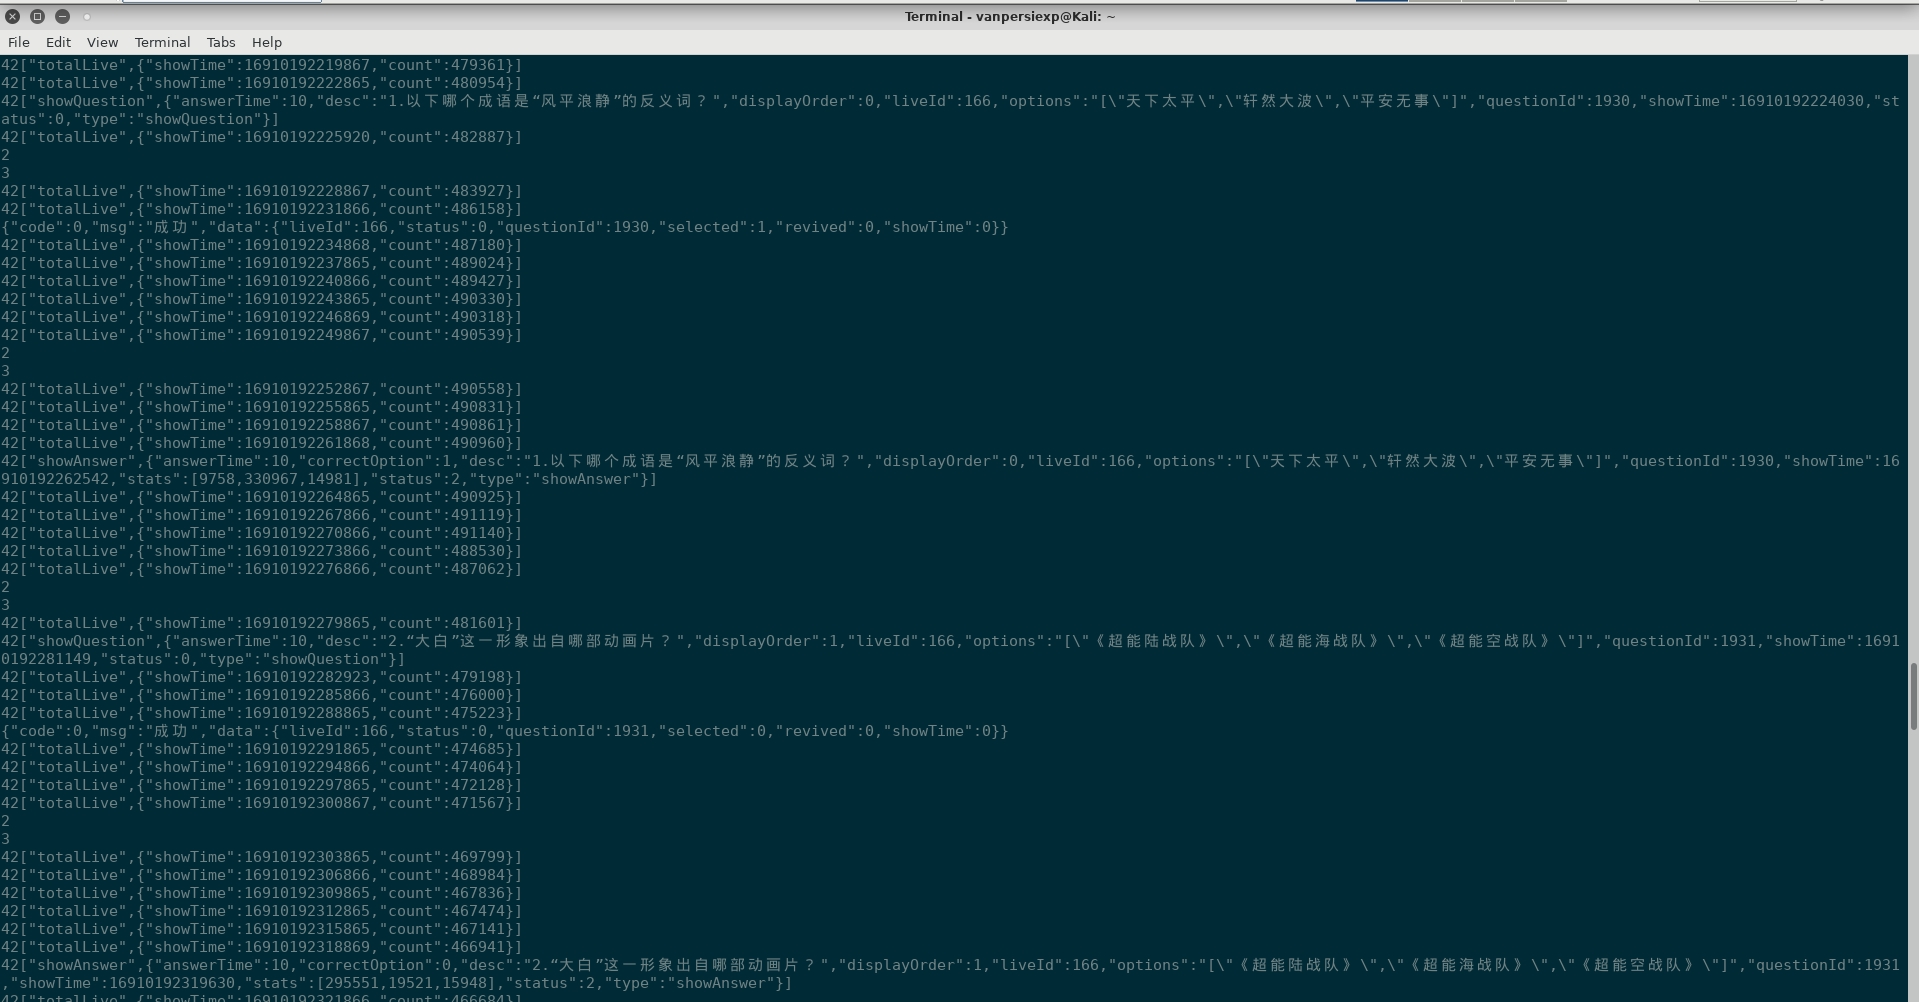 Terminal - vanpersiexp@Kali: ~
File Edit View Terminal Tabs Help
42["totalLive",{"showTime":16910192219867,"count":479361}]
42["totalLive",{"showTime":16910192222865,"count":480954}]
42["showQuestion",{"answerTime":10,"desc":"1.以下哪个成语是“风平浪静”的反义词？","displayOrder":0,"liveId":166,"options":"[\"天下太平\",\"轩然大波\",\"平安无事\"]","questionId":1930,"showTime":16910192224030,"st
atus":0,"type":"showQuestion"}]
42["totalLive",{"showTime":16910192225920,"count":482887}]
2
3
42["totalLive",{"showTime":16910192228867,"count":483927}]
42["totalLive",{"showTime":16910192231866,"count":486158}]
{"code":0,"msg":"成功","data":{"liveId":166,"status":0,"questionId":1930,"selected":1,"revived":0,"showTime":0}}
42["totalLive",{"showTime":16910192234868,"count":487180}]
42["totalLive",{"showTime":16910192237865,"count":489024}]
42["totalLive",{"showTime":16910192240866,"count":489427}]
42["totalLive",{"showTime":16910192243865,"count":490330}]
42["totalLive",{"showTime":16910192246869,"count":490318}]
42["totalLive",{"showTime":16910192249867,"count":490539}]
2
3
42["totalLive",{"showTime":16910192252867,"count":490558}]
42["totalLive",{"showTime":16910192255865,"count":490831}]
42["totalLive",{"showTime":16910192258867,"count":490861}]
42["totalLive",{"showTime":16910192261868,"count":490960}]
42["showAnswer",{"answerTime":10,"correctOption":1,"desc":"1.以下哪个成语是“风平浪静”的反义词？","displayOrder":0,"liveId":166,"options":"[\"天下太平\",\"轩然大波\",\"平安无事\"]","questionId":1930,"showTime":16
910192262542,"stats":[9758,330967,14981],"status":2,"type":"showAnswer"}]
42["totalLive",{"showTime":16910192264865,"count":490925}]
42["totalLive",{"showTime":16910192267866,"count":491119}]
42["totalLive",{"showTime":16910192270866,"count":491140}]
42["totalLive",{"showTime":16910192273866,"count":488530}]
42["totalLive",{"showTime":16910192276866,"count":487062}]
2
3
42["totalLive",{"showTime":16910192279865,"count":481601}]
42["showQuestion",{"answerTime":10,"desc":"2.“大白”这一形象出自哪部动画片？","displayOrder":1,"liveId":166,"options":"[\"《超能陆战队》\",\"《超能海战队》\",\"《超能空战队》\"]","questionId":1931,"showTime":1691
0192281149,"status":0,"type":"showQuestion"}]
42["totalLive",{"showTime":16910192282923,"count":479198}]
42["totalLive",{"showTime":16910192285866,"count":476000}]
42["totalLive",{"showTime":16910192288865,"count":475223}]
{"code":0,"msg":"成功","data":{"liveId":166,"status":0,"questionId":1931,"selected":0,"revived":0,"showTime":0}}
42["totalLive",{"showTime":16910192291865,"count":474685}]
42["totalLive",{"showTime":16910192294866,"count":474064}]
42["totalLive",{"showTime":16910192297865,"count":472128}]
42["totalLive",{"showTime":16910192300867,"count":471567}]
2
3
42["totalLive",{"showTime":16910192303865,"count":469799}]
42["totalLive",{"showTime":16910192306866,"count":468984}]
42["totalLive",{"showTime":16910192309865,"count":467836}]
42["totalLive",{"showTime":16910192312865,"count":467474}]
42["totalLive",{"showTime":16910192315865,"count":467141}]
42["totalLive",{"showTime":16910192318869,"count":466941}]
42["showAnswer",{"answerTime":10,"correctOption":0,"desc":"2.“大白”这一形象出自哪部动画片？","displayOrder":1,"liveId":166,"options":"[\"《超能陆战队》\",\"《超能海战队》\",\"《超能空战队》\"]","questionId":1931
,"showTime":16910192319630,"stats":[295551,19521,15948],"status":2,"type":"showAnswer"}]
42["totalLive",{"showTime":16910192321866,"count":466684}]